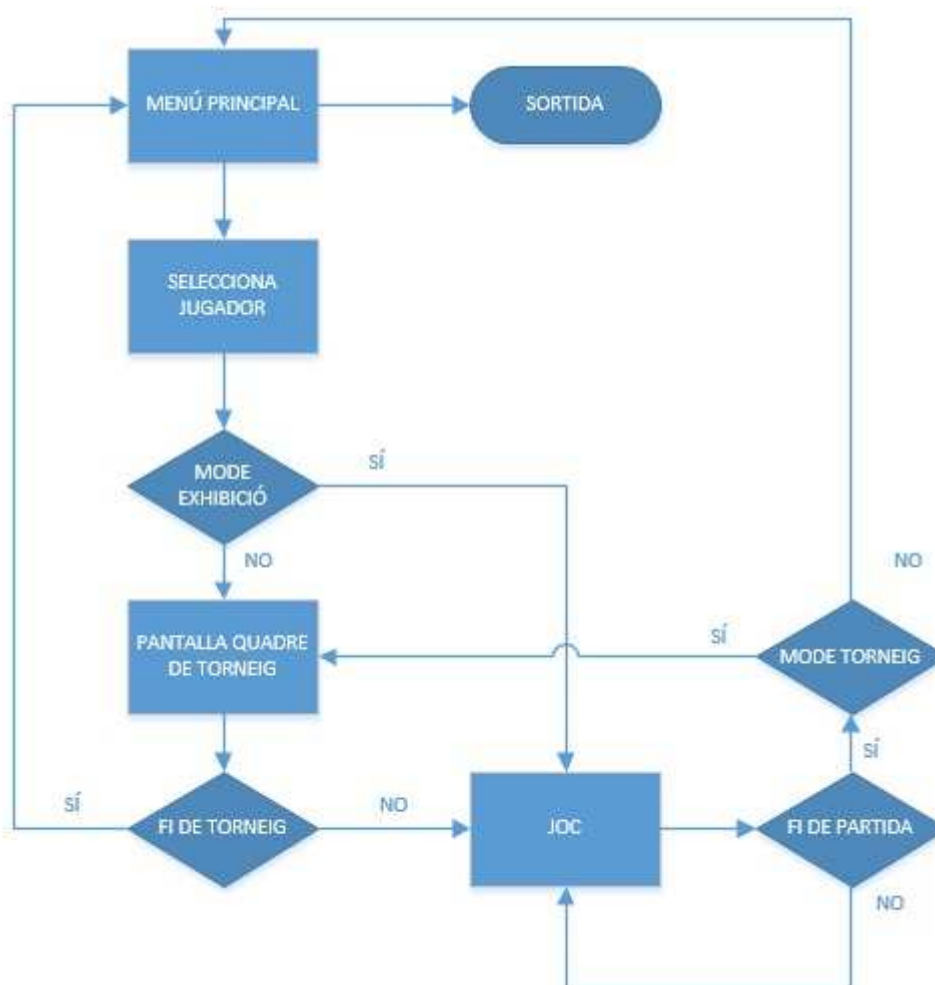 MENÚ PRINCIPAL
SORTIDA
SELECCIONA
JUGADOR
MODE
EXHIBICIÓ
SÍ
NO
NO
PANTALLA QUADRE
DE TORNEIG
SÍ
MODE TORNEIG
SÍ
SÍ
NO
FI DE TORNEIG
JOC
FI DE PARTIDA
NO